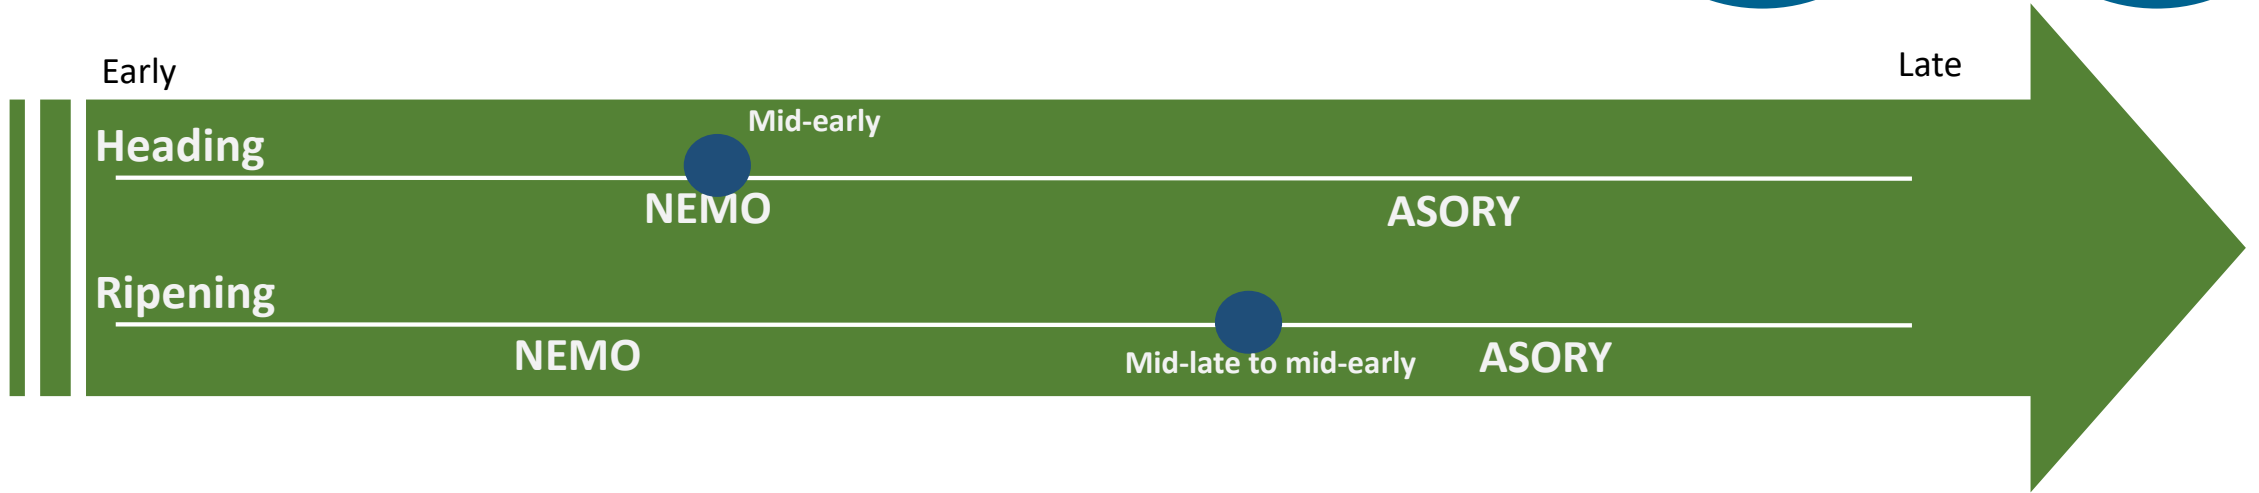 Early
Late
Mid-early
Heading
NEMO
ASORY
Ripening
NEMO
Mid-late to mid-early
ASORY